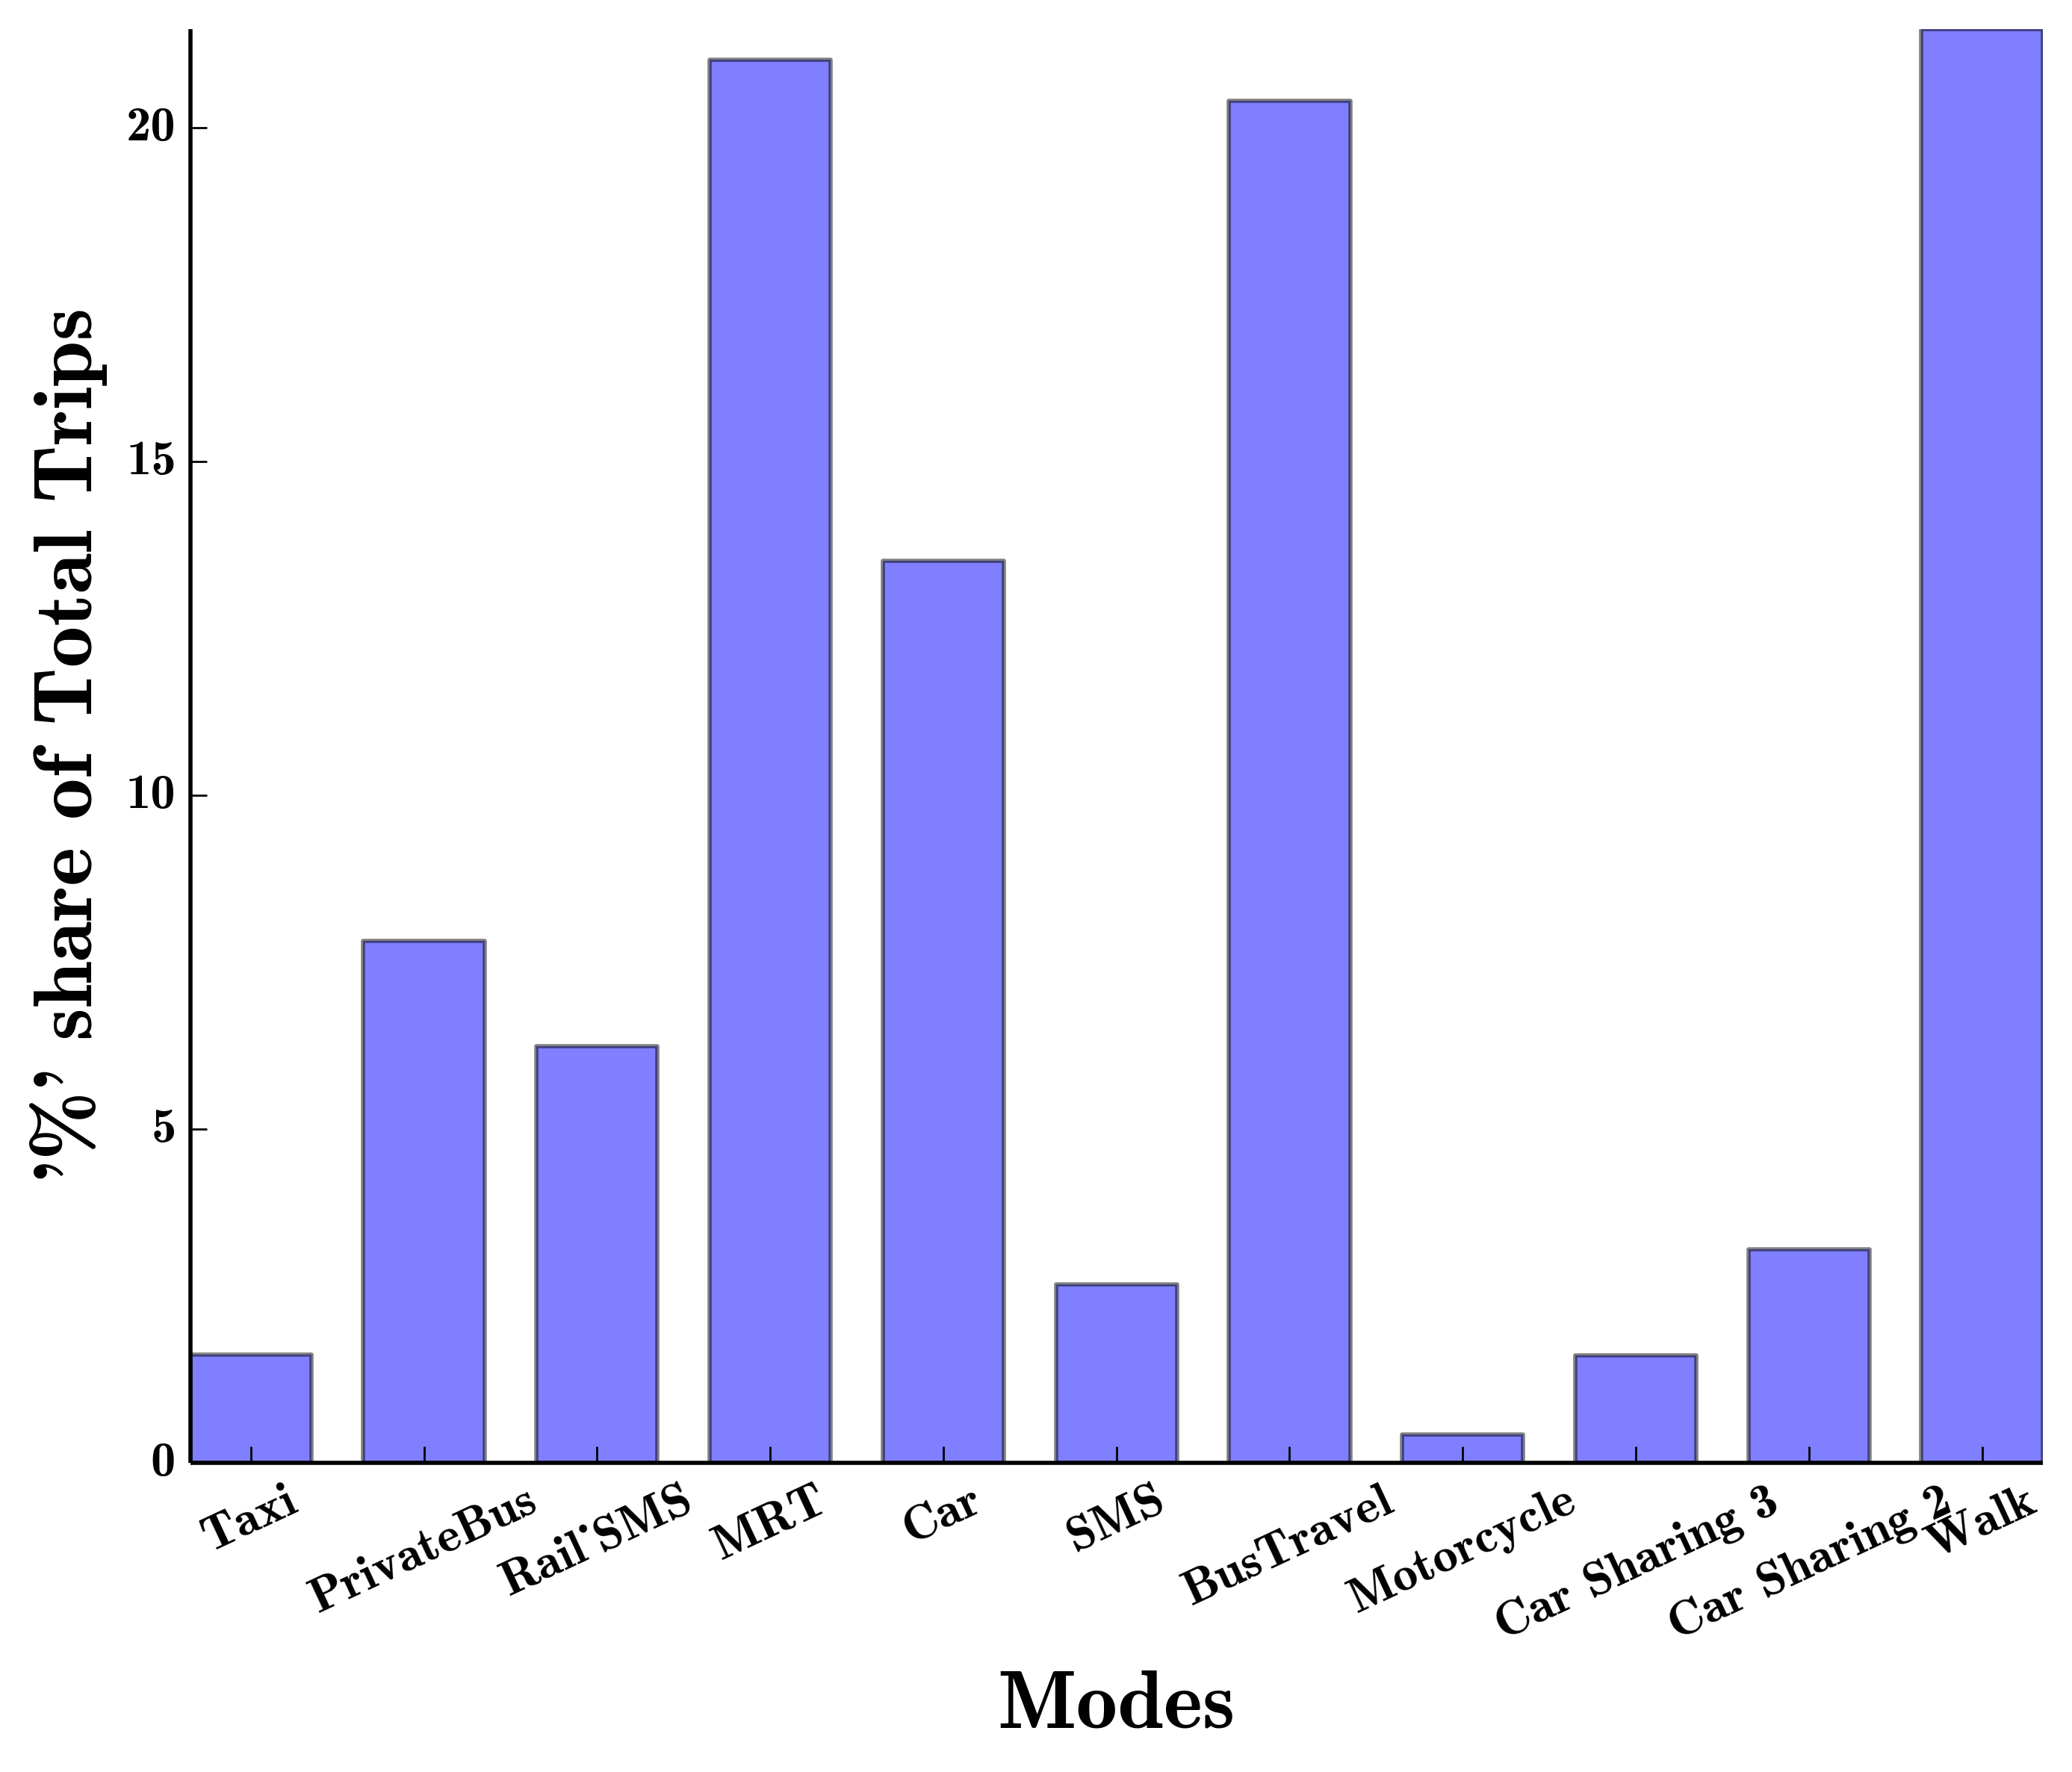 '%' share of Total Trips
20
15
10
5
0
Taxi
PrivateBus
Rail˙SMS
MRT
Car
SMS
BusTravel
Motorcycle
Car Sharing 3
Car Sharing 2
Walk
Modes